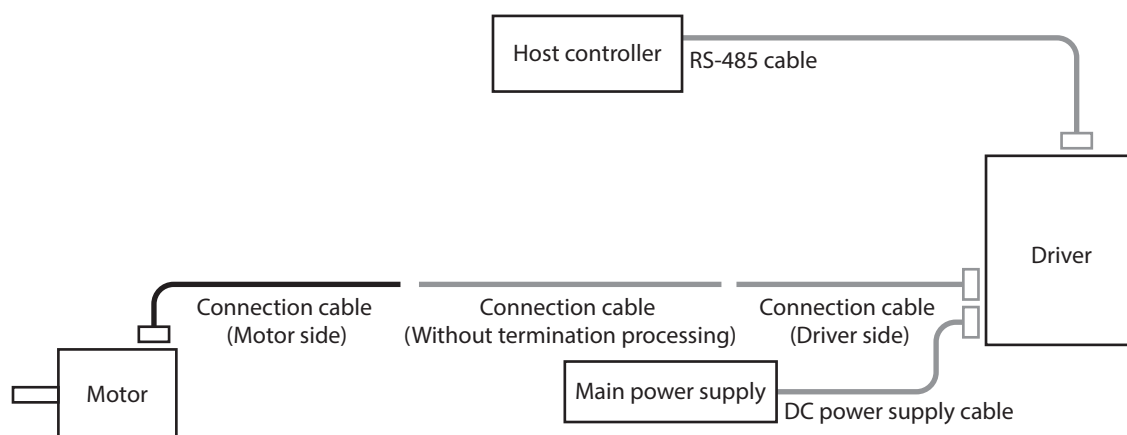 Host controller
RS-485 cable
Driver
Connection cable
(Motor side)
Connection cable
(Without termination processing)
Connection cable
(Driver side)
Motor
Main power supply
DC power supply cable